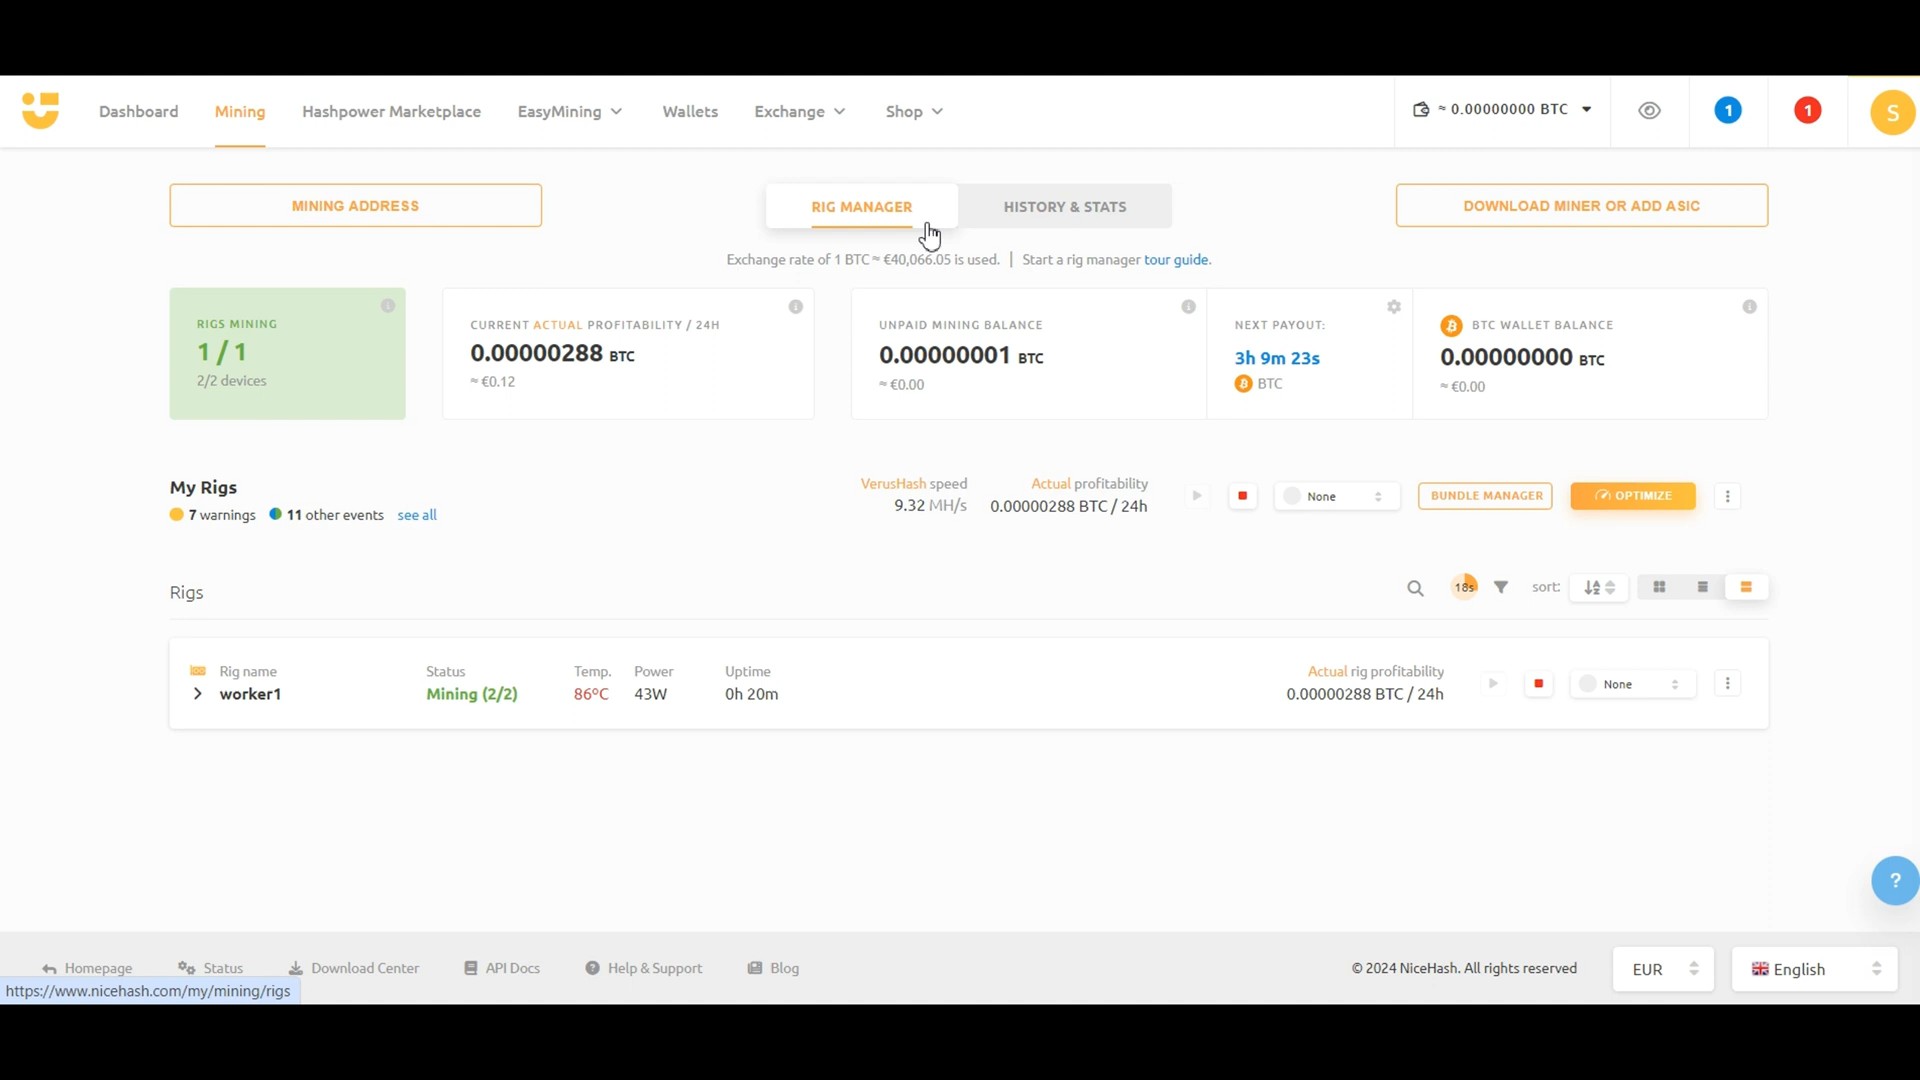 Dashboard Mining Hashpower Marketplace EasyMining Wallets Exchange Shop ≈ 0.00000000 BTC 1 1 S
MINING ADDRESS RIG MANAGER HISTORY & STATS DOWNLOAD MINER OR ADD ASIC
Exchange rate of 1 BTC ≈ €40,066.05 is used. | Start a rig manager tour guide.
RIGS MINING
1 / 1
2/2 devices
CURRENT ACTUAL PROFITABILITY / 24H
0.00000288 BTC
≈ €0.12
UNPAID MINING BALANCE
0.00000001 BTC
≈ €0.00
NEXT PAYOUT:
3h 9m 23s
BTC
BTC WALLET BALANCE
0.00000000 BTC
≈ €0.00
My Rigs
7 warnings 11 other events see all
VerusHash speed
9.32 MH/s
Actual profitability
0.00000288 BTC / 24h
None BUNDLE MANAGER OPTIMIZE
Rigs 18s sort:
Rig name Status Temp. Power Uptime Actual rig profitability
worker1 Mining (2/2) 86°C 43W 0h 20m 0.00000288 BTC / 24h None
?
Homepage Status Download Center API Docs Help & Support Blog © 2024 NiceHash. All rights reserved EUR English
https://www.nicehash.com/my/mining/rigs